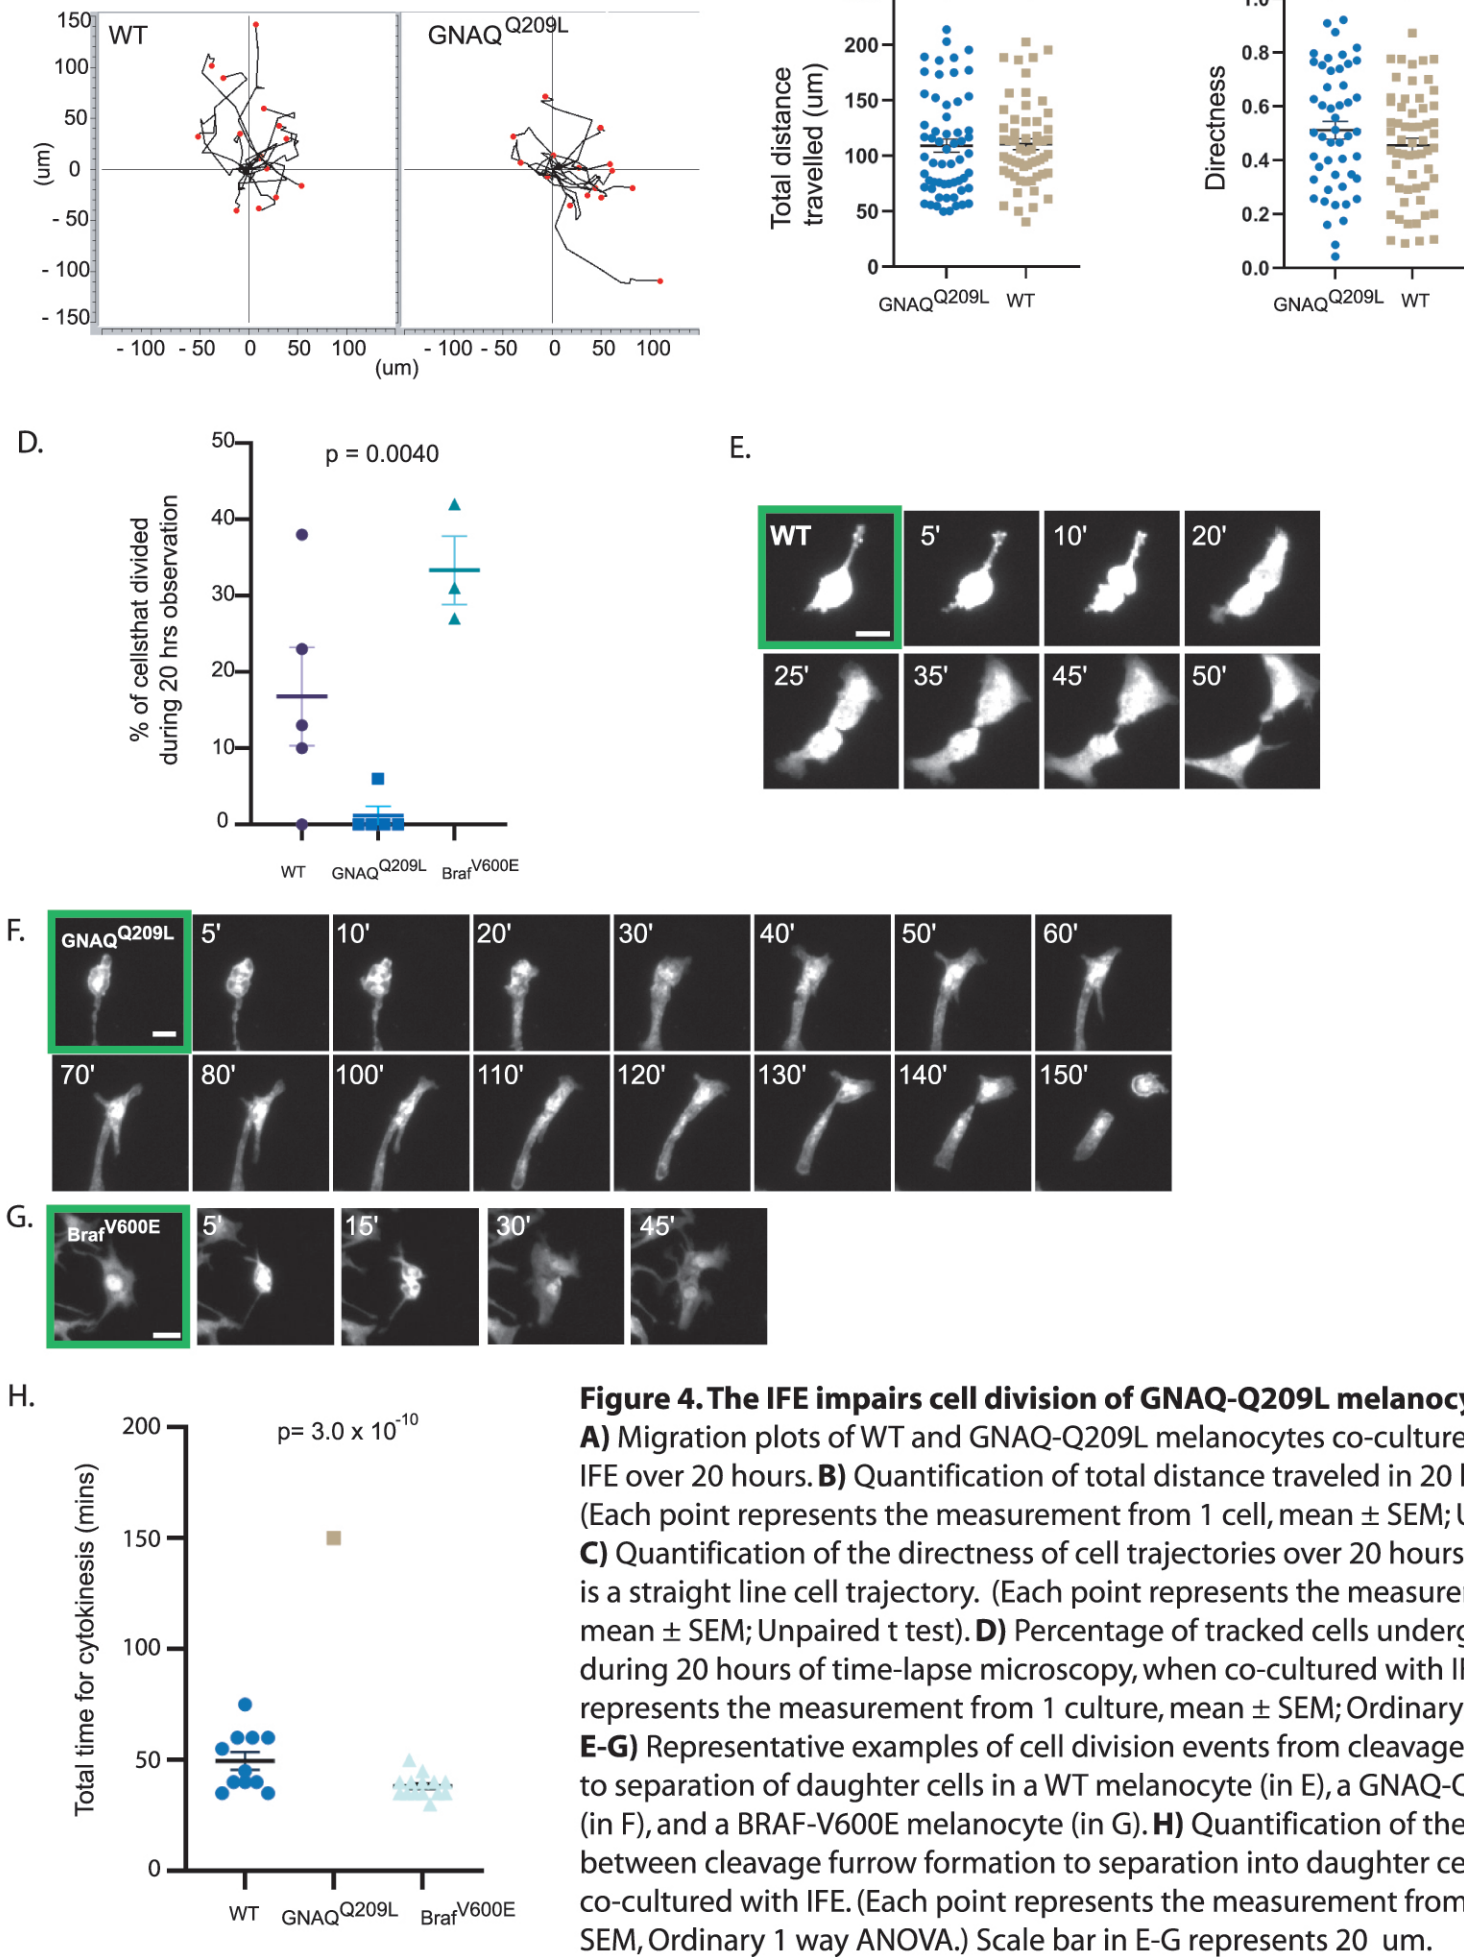 WT
GNAQQ209L
150
100
50
0
- 50
- 100
- 150
(um)
- 100 - 50 0 50 100
- 100 - 50 0 50 100
(um)
Total distance
travelled (um)
200
150
100
50
0
GNAQQ209L WT
Directness
0.8
0.6
0.4
0.2
0.0
GNAQQ209L WT
D.
p = 0.0040
% of cellsthat divided
during 20 hrs observation
50
40
30
20
10
0
WT GNAQQ209L BrafV600E
E.
WT 5' 10' 20'
25' 35' 45' 50'
F.
GNAQQ209L 5' 10' 20' 30' 40' 50' 60'
70' 80' 100' 110' 120' 130' 140' 150'
G.
BrafV600E 5' 15' 30' 45'
H.
p= 3.0 x 10-10
Total time for cytokinesis (mins)
200
150
100
50
0
WT GNAQQ209L BrafV600E
Figure 4. The IFE impairs cell division of GNAQ-Q209L melanocy
A) Migration plots of WT and GNAQ-Q209L melanocytes co-culture
IFE over 20 hours. B) Quantification of total distance traveled in 20
(Each point represents the measurement from 1 cell, mean ± SEM;
C) Quantification of the directness of cell trajectories over 20 hours
is a straight line cell trajectory. (Each point represents the measure
mean ± SEM; Unpaired t test). D) Percentage of tracked cells underg
during 20 hours of time-lapse microscopy, when co-cultured with
represents the measurement from 1 culture, mean ± SEM; Ordinary
E-G) Representative examples of cell division events from cleavage
to separation of daughter cells in a WT melanocyte (in E), a
(in F), and a BRAF-V600E melanocyte (in G). H) Quantification of the
between cleavage furrow formation to separation into daughter ce
co-cultured with IFE. (Each point represents the measurement from
SEM, Ordinary 1 way ANOVA.) Scale bar in E-G represents 20 um.